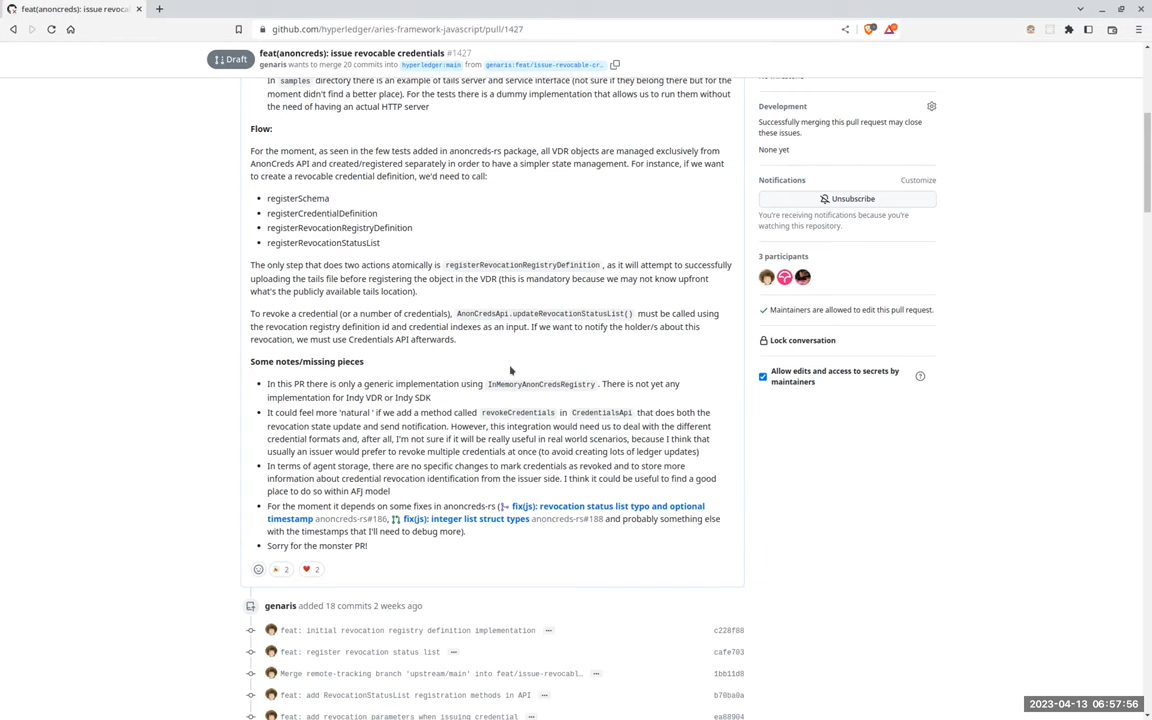 feat(anoncreds): issue revocal
github.com/hyperledger/aries-framework-javascript/pull/1427
Draft
feat(anoncreds): issue revocable credentials #1427
genaris wants to merge 20 commits into hyperledger:main from genaris:feat/issue-revocable-cr…
In samples directory there is an example of tails server and service interface (not sure if they belong there but for the
moment didn't find a better place). For the tests there is a dummy implementation that allows us to run them without
the need of having an actual HTTP server
Flow:
For the moment, as seen in the few tests added in anoncreds-rs package, all VDR objects are managed exclusively from
AnonCreds API and created/registered separately in order to have a simpler state management. For instance, if we want
to create a revocable credential definition, we'd need to call:
• registerSchema
• registerCredentialDefinition
• registerRevocationRegistryDefinition
• registerRevocationStatusList
The only step that does two actions atomically is registerRevocationRegistryDefinition , as it will attempt to successfully
uploading the tails file before registering the object in the VDR (this is mandatory because we may not know upfront
what's the publicly available tails location).
To revoke a credential (or a number of credentials), AnonCredsApi.updateRevocationStatusList() must be called using
the revocation registry definition id and credential indexes as an input. If we want to notify the holder/s about this
revocation, we must use Credentials API afterwards.
Some notes/missing pieces
• In this PR there is only a generic implementation using InMemoryAnonCredsRegistry . There is not yet any
implementation for Indy VDR or Indy SDK
• It could feel more 'natural ' if we add a method called revokeCredentials in CredentialsApi that does both the
revocation state update and send notification. However, this integration would need us to deal with the different
credential formats and, after all, I'm not sure if it will be really useful in real world scenarios, because I think that
usually an issuer would prefer to revoke multiple credentials at once (to avoid creating lots of ledger updates)
• In terms of agent storage, there are no specific changes to mark credentials as revoked and to store more
information about credential revocation identification from the issuer side. I think it could be useful to find a good
place to do so within AFJ model
• For the moment it depends on some fixes in anoncreds-rs ( fix(js): revocation status list typo and optional
timestamp anoncreds-rs#186, fix(js): integer list struct types anoncreds-rs#188 and probably something else
with the timestamps that I'll need to debug more).
• Sorry for the monster PR!
🎉 2 ❤️ 2
genaris added 18 commits 2 weeks ago
feat: initial revocation registry definition implementation … c228f88
feat: register revocation status list … cafe703
Merge remote-tracking branch 'upstream/main' into feat/issue-revocabl… … 1bb11d8
feat: add RevocationStatusList registration methods in API … b70ba0a
feat: add revocation parameters when issuing credential … ea88904
Development
Successfully merging this pull request may close
these issues.
None yet
Notifications Customize
Unsubscribe
You're receiving notifications because you're
watching this repository.
3 participants
Maintainers are allowed to edit this pull request.
Lock conversation
Allow edits and access to secrets by
maintainers
2023-04-13 06:57:56